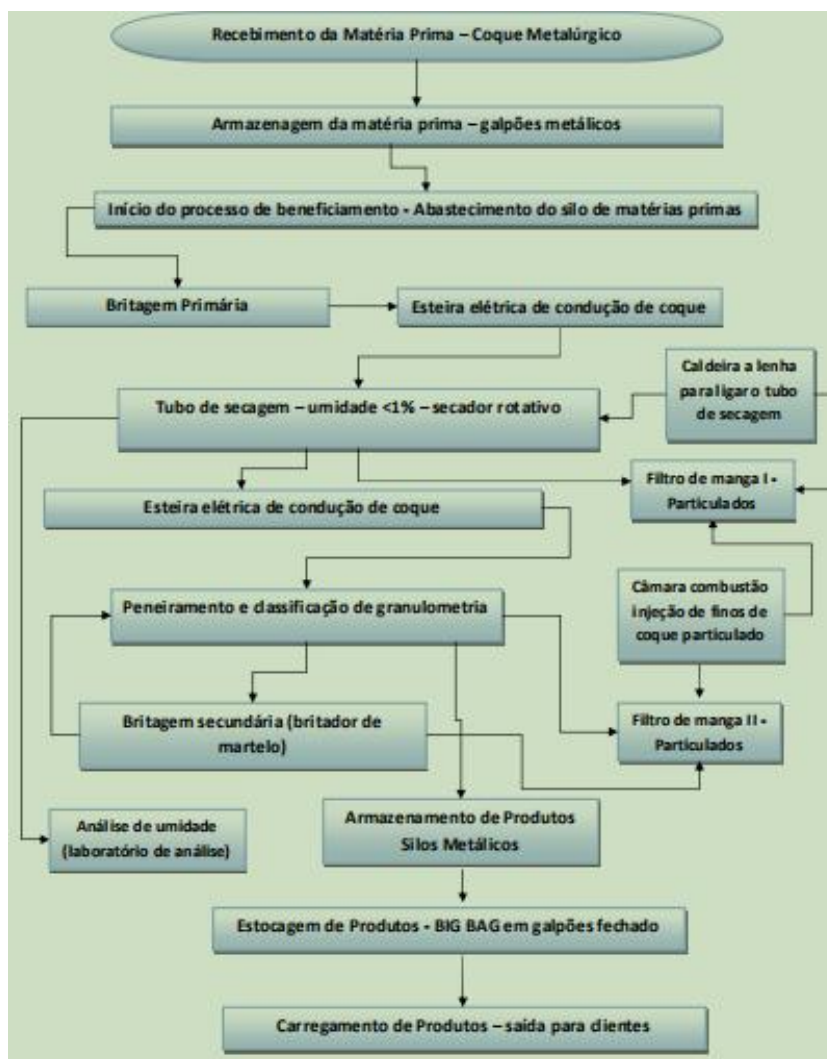 Recebimento da Matéria Prima – Coque Metalúrgico
Armazenagem da matéria prima – galpões metálicos
Início do processo de beneficiamento - Abastecimento do silo de matérias primas
Britagem Primária
Esteira elétrica de condução de coque
Caldeira a lenha
para ligar o tubo
de secagem
Tubo de secagem – umidade <1% – secador rotativo
Filtro de manga I -
Particulados
Esteira elétrica de condução de coque
Peneiramento e classificação de granulometria
Câmara combustão
injeção de finos de
coque particulado
Britagem secundária (britador de
martelo)
Filtro de manga II -
Particulados
Análise de umidade
(laboratório de análise)
Armazenamento de Produtos
Silos Metálicos
Estocagem de Produtos - BIG BAG em galpões fechado
Carregamento de Produtos – saída para clientes